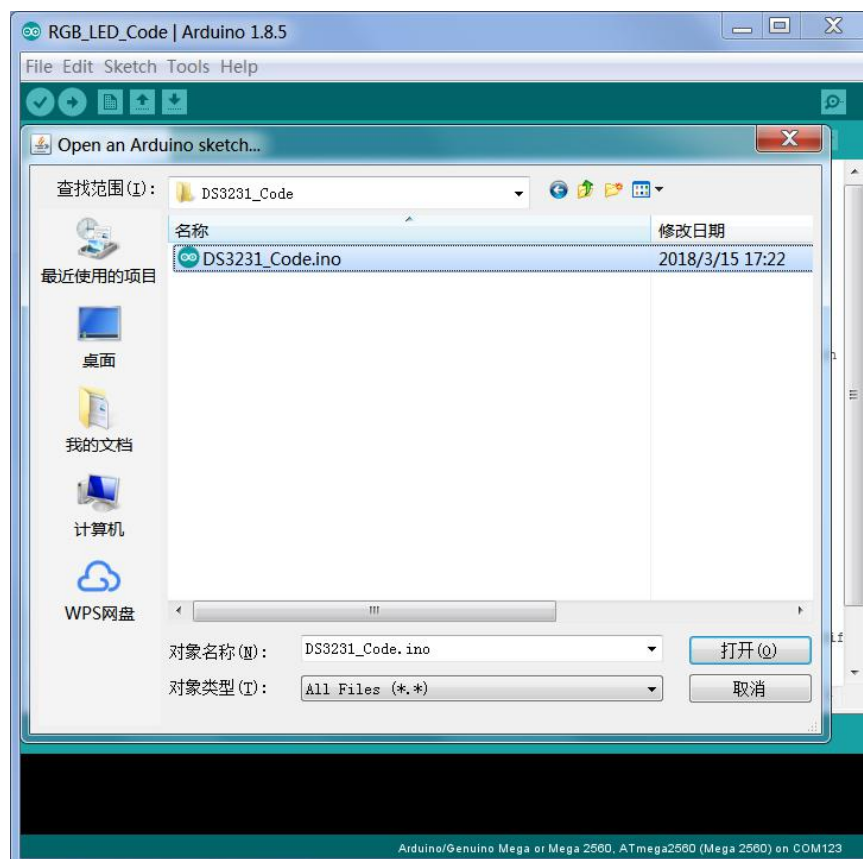 RGB_LED_Code | Arduino 1.8.5
File Edit Sketch Tools Help
Open an Arduino sketch...
查找范围(I):
DS3231_Code
名称
修改日期
DS3231_Code.ino
2018/3/15 17:22
最近使用的项目
桌面
我的文档
计算机
WPS网盘
对象名称(N):
DS3231_Code.ino
打开(O)
对象类型(T):
All Files (*.*)
取消
if
Arduino/Genuino Mega or Mega 2560, ATmega2560 (Mega 2560) on COM123